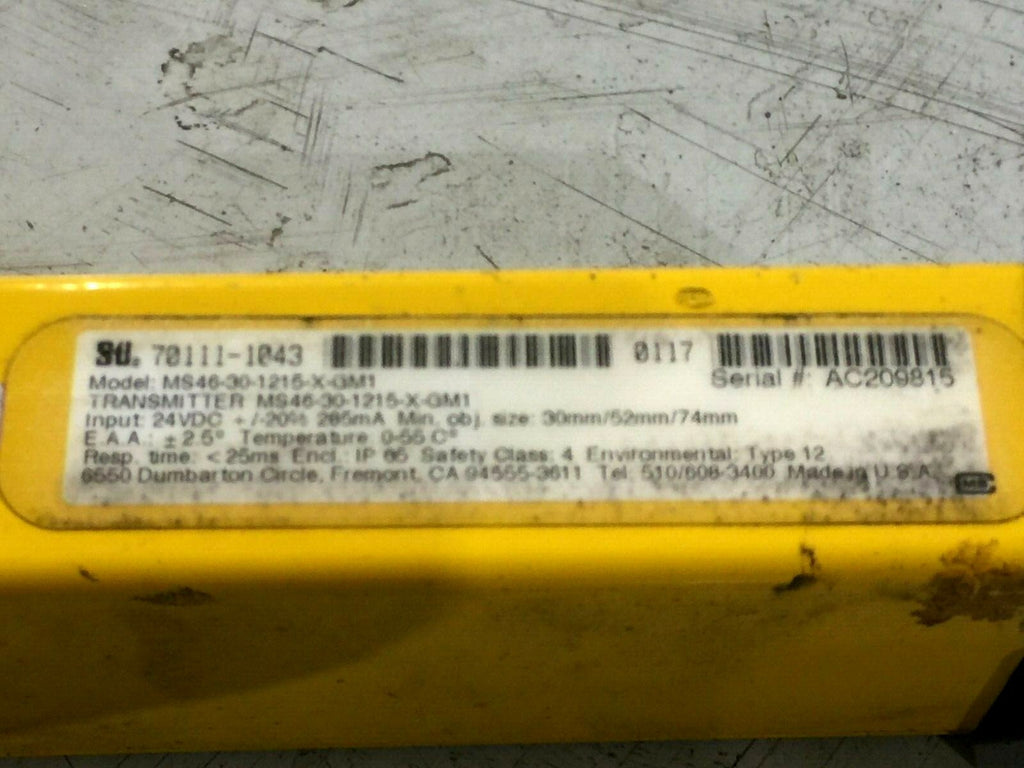 70111-1043 0117
Model: MS46-30-1215-X-GM1 Serial #: AC209815
TRANSMITTER MS46-30-1215-X-GM1
Input: 24VDC +/-20% 285mA Min. obj. size: 30mm/52mm/74mm
E.A.A.: ± 2.5° Temperature 0-55 C°
Resp. time: < 25ms Encl.: IP 65 Safety Class: 4 Environmental: Type 12
6550 Dumbarton Circle, Fremont, CA 94555-3611 Tel: 510/608-3400 Made in U.S.A.